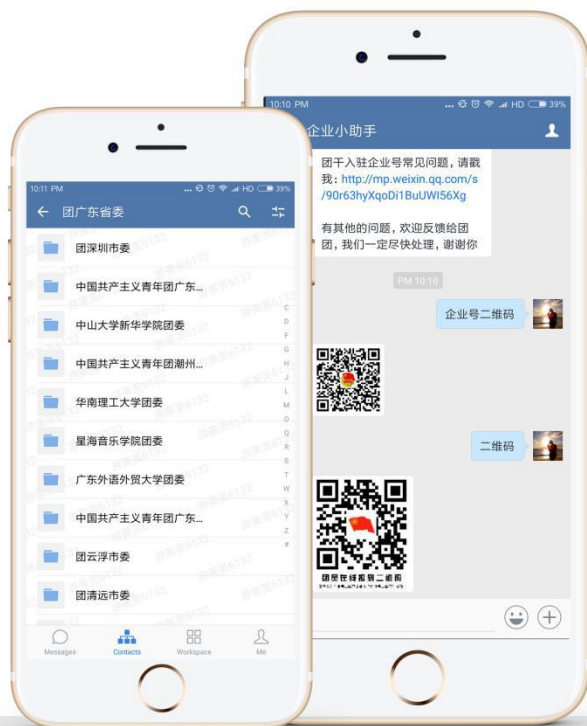 10:11 PM
... HD 39%
团广东省委
团深圳市委
中国共产主义青年团广东...
中山大学新华学院团委
中国共产主义青年团潮州...
华南理工大学团委
星海音乐学院团委
广东外语外贸大学团委
中国共产主义青年团广东...
团云浮市委
团清远市委
C
D
F
G
H
J
L
M
O
Q
R
S
T
W
X
Y
Z
#
Messages
Contacts
Workspace
Me
10:10 PM
... HD 39%
企业小助手
团干入驻企业号常见问题，请戳
我：http://mp.weixin.qq.com/s
/90r63hyXqoDi1BuUWI56Xg
有其他的问题，欢迎反馈给团
团，我们一定尽快处理，谢谢你
PM 10:10
企业号二维码
二维码
团员在线报到二维码